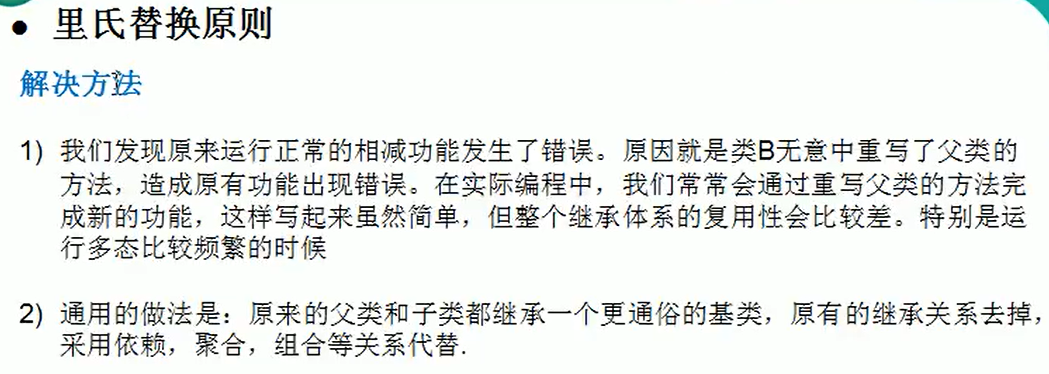 ● 里氏替换原则
解决方法
1) 我们发现原来运行正常的相减功能发生了错误。原因就是类B无意中重写了父类的
方法，造成原有功能出现错误。在实际编程中，我们常常会通过重写父类的方法完
成新的功能，这样写起来虽然简单，但整个继承体系的复用性会比较差。特别是运
行多态比较频繁的时候
2) 通用的做法是：原来的父类和子类都继承一个更通俗的基类，原有的继承关系去掉，
采用依赖，聚合，组合等关系代替.